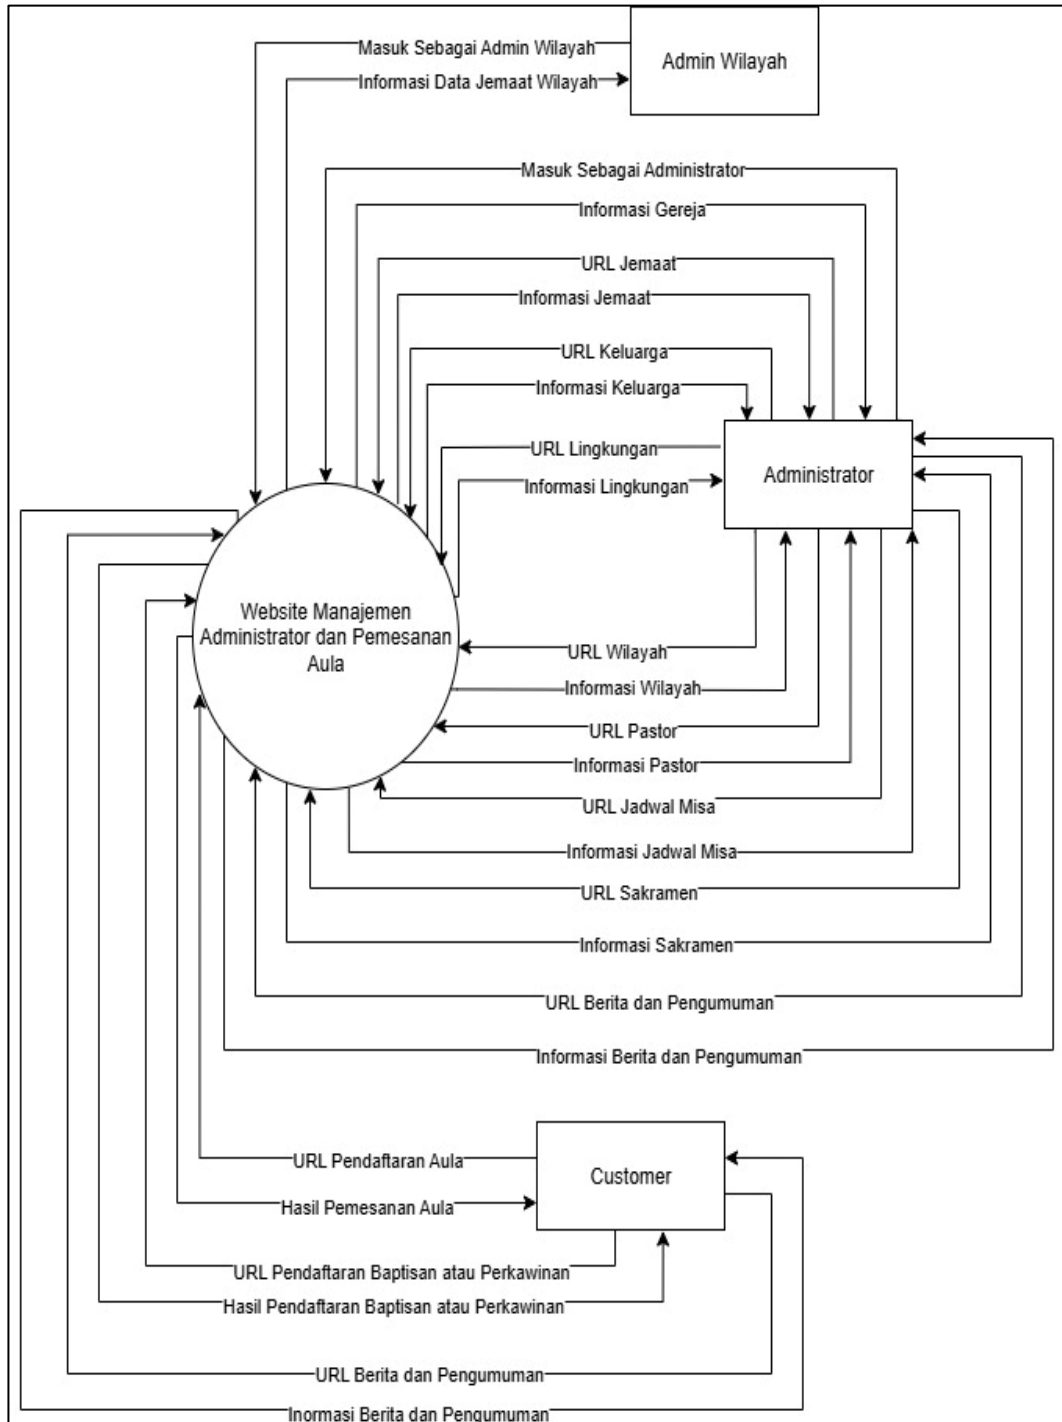 Masuk Sebagai Admin Wilayah
Admin Wilayah
Informasi Data Jemaat Wilayah
Masuk Sebagai Administrator
Informasi Gereja
URL Jemaat
Informasi Jemaat
URL Keluarga
Informasi Keluarga
URL Lingkungan
Administrator
Informasi Lingkungan
Website Manajemen
Administrator dan Pemesanan
Aula
URL Wilayah
Informasi Wilayah
URL Pastor
Informasi Pastor
URL Jadwal Misa
Informasi Jadwal Misa
URL Sakramen
Informasi Sakramen
URL Berita dan Pengumuman
Informasi Berita dan Pengumuman
URL Pendaftaran Aula
Customer
Hasil Pemesanan Aula
URL Pendaftaran Baptisan atau Perkawinan
Hasil Pendaftaran Baptisan atau Perkawinan
URL Berita dan Pengumuman
Inormasi Berita dan Pengumuman